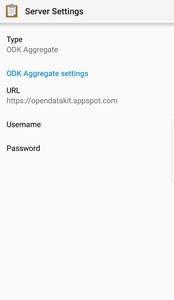 Server Settings
Type
ODK Aggregate
ODK Aggregate settings
URL
https://opendatakit.appspot.com
Username
Password